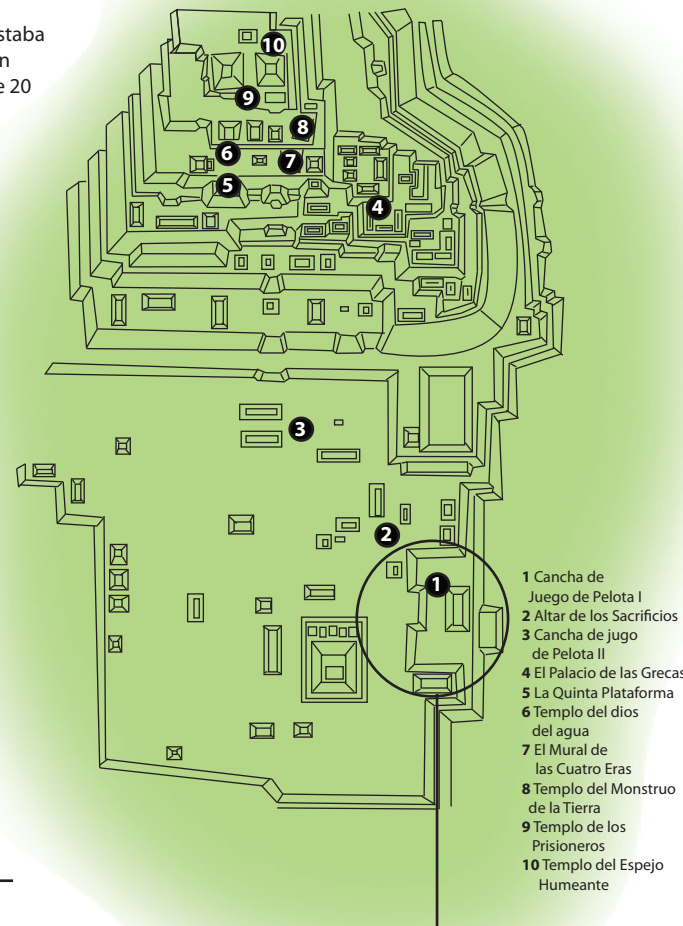 staba
n
e 20
10
9
8
6
7
5
4
3
2
1
1 Cancha de
Juego de Pelota I
2 Altar de los Sacrificios
3 Cancha de jugo
de Pelota II
4 El Palacio de las Grecas
5 La Quinta Plataforma
6 Templo del dios
del agua
7 El Mural de
las Cuatro Eras
8 Templo del Monstruo
de la Tierra
9 Templo de los
Prisioneros
10 Templo del Espejo
Humeante